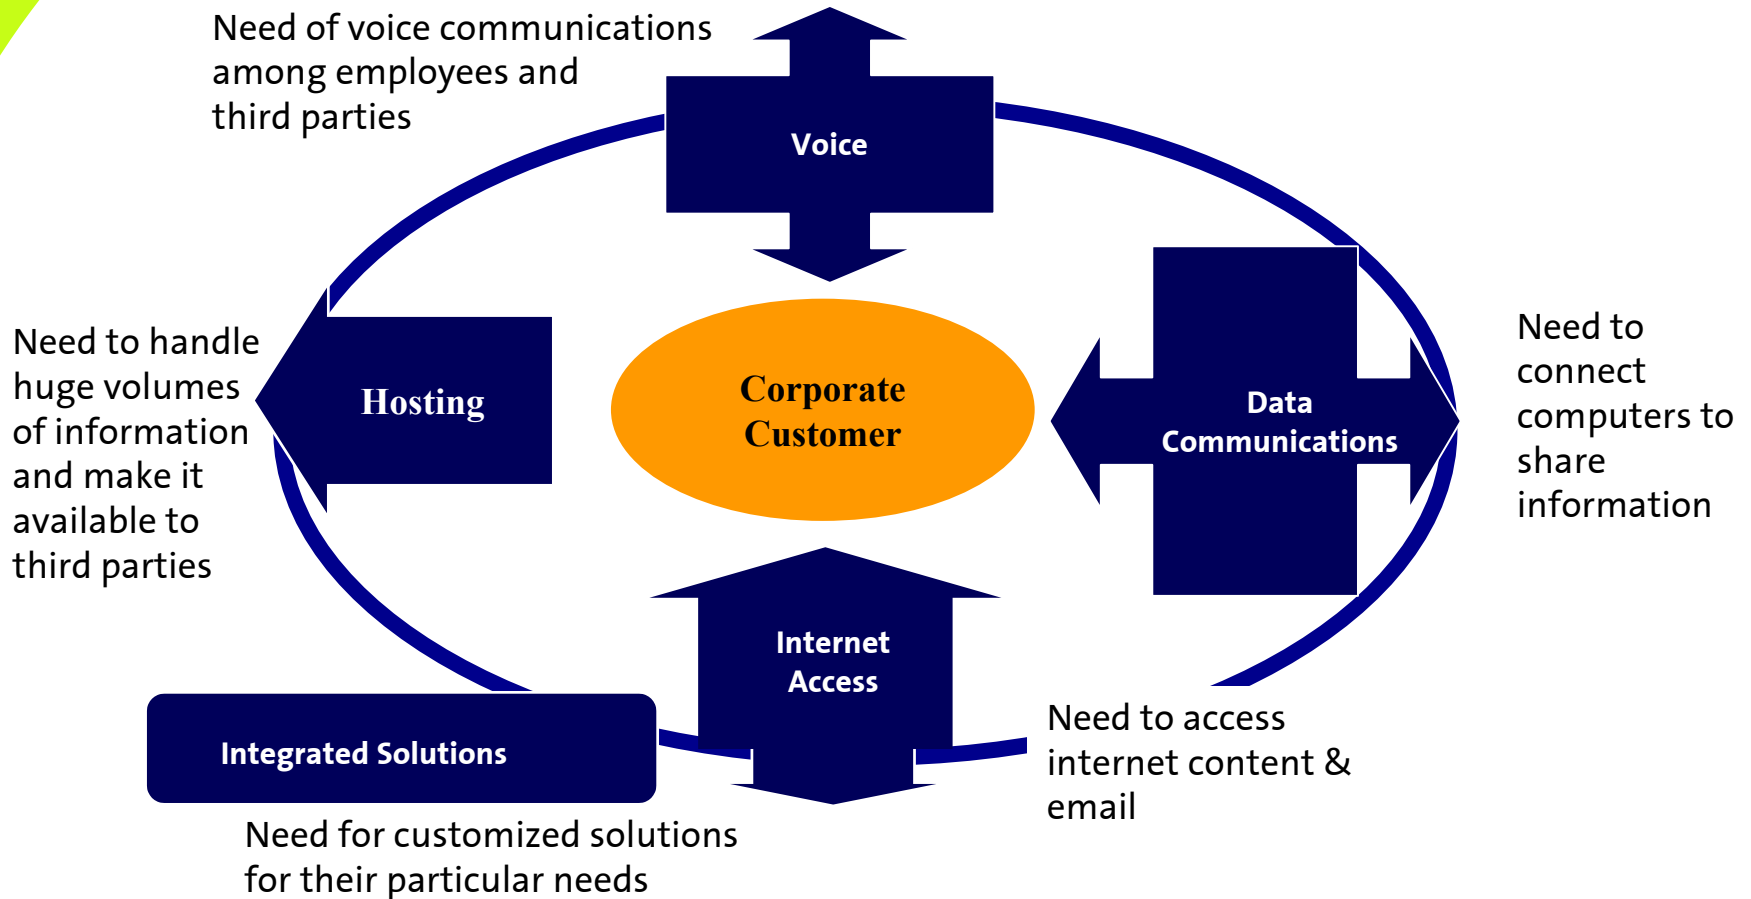 Need of voice communications
among employees and
third parties
Voice
Need to handle
huge volumes
of information
and make it
available to
third parties
Hosting
Corporate
Customer
Data
Communications
Need to
connect
computers to
share
information
Internet
Access
Integrated Solutions
Need to access
internet content &
email
Need for customized solutions
for their particular needs